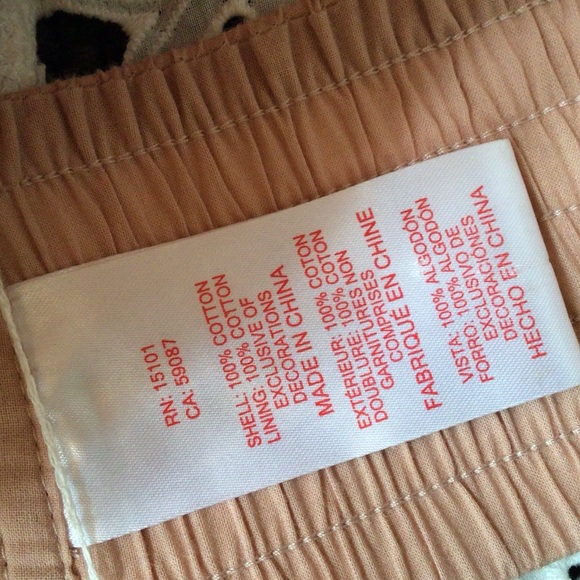 RN: 15101
CA: 59087
SHELL: 100% COTTON
LINING: 100% COTTON
EXCLUSIVE OF
DECORATIONS
MADE IN CHINA
EXTÉRIEUR: 100% COTON
DOUBLURE: 100% COTON
GARNITURES NON
COMPRISES
FABRIQUÉ EN CHINE
VISTA: 100% ALGODÓN
FORRO: 100% ALGODÓN
EXCLUSIVO DE
DECORACIÓNES
HECHO EN CHINA